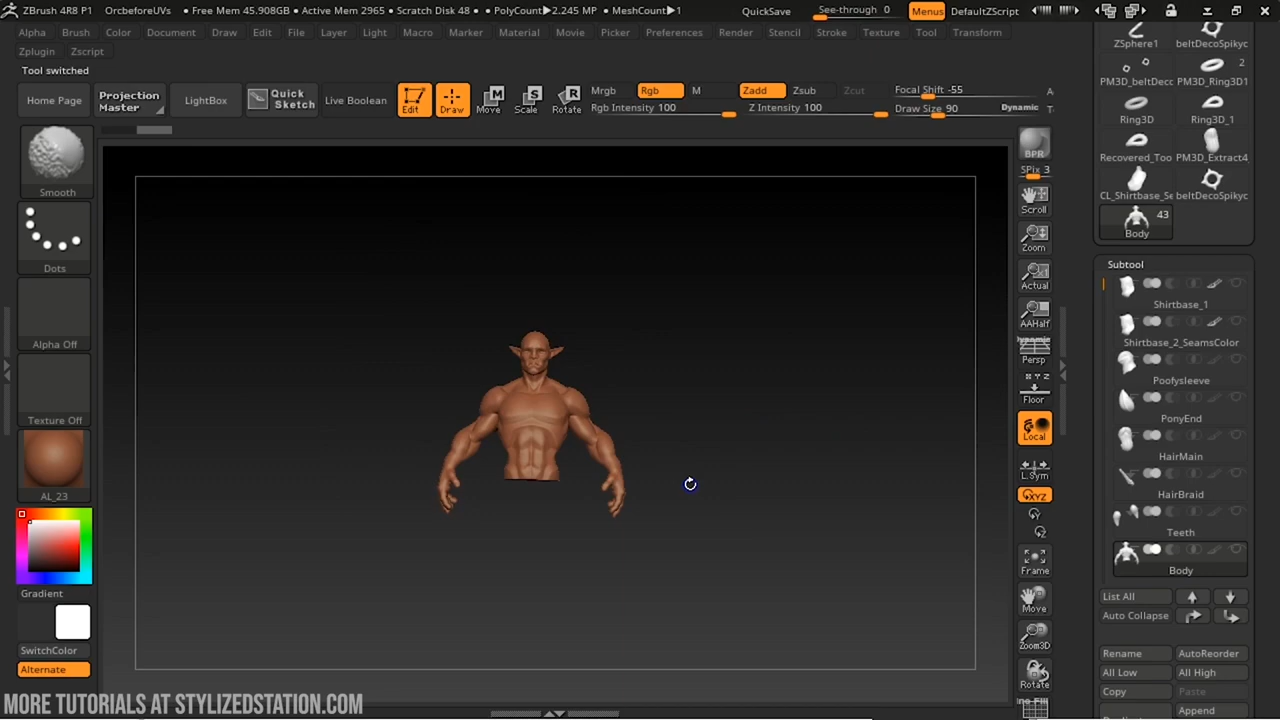 ZBrush 4R8 P1 OrcbeforeUVs • Free Mem 45.908GB • Active Mem 2965 • Scratch Disk 48 • PolyCount▶2.245 MP • MeshCount▶1 QuickSave See-through 0 Menus DefaultZScript
Alpha Brush Color Document Draw Edit File Layer Light Macro Marker Material Movie Picker Preferences Render Stencil Stroke Texture Tool Transform
Zplugin Zscript
Tool switched
Home Page Projection Master LightBox Quick Sketch Live Boolean Edit Draw Move Scale Rotate
Mrgb Rgb M Zadd Zsub Zcut Focal Shift -55 A
Rgb Intensity 100 Z Intensity 100 Draw Size 90 Dynamic
Smooth
Dots
Alpha Off
Texture Off
AL_23
Gradient
SwitchColor
Alternate
BPR
SPix 3
Scroll
Zoom
Actual
AAHalf
Dynamic
Persp
X Y Z
Floor
Local
L.Sym
XYZ
Y
Z
Frame
Move
Zoom3D
Rotate
ZSphere1 beltDecoSpikyc
2
PM3D_beltDecc PM3D_Ring3D1
Ring3D Ring3D_1
Recovered_Too PM3D_Extract4_
CL_Shirtbase_Se beltDecoSpikyc
43
Body
Subtool
Shirtbase_1
Shirtbase_2_SeamsColor
Poofysleeve
PonyEnd
HairMain
HairBraid
Teeth
Body
List All
Auto Collapse
Rename AutoReorder
All Low All High
Copy Paste
Append
MORE TUTORIALS AT STYLIZEDSTATION.COM